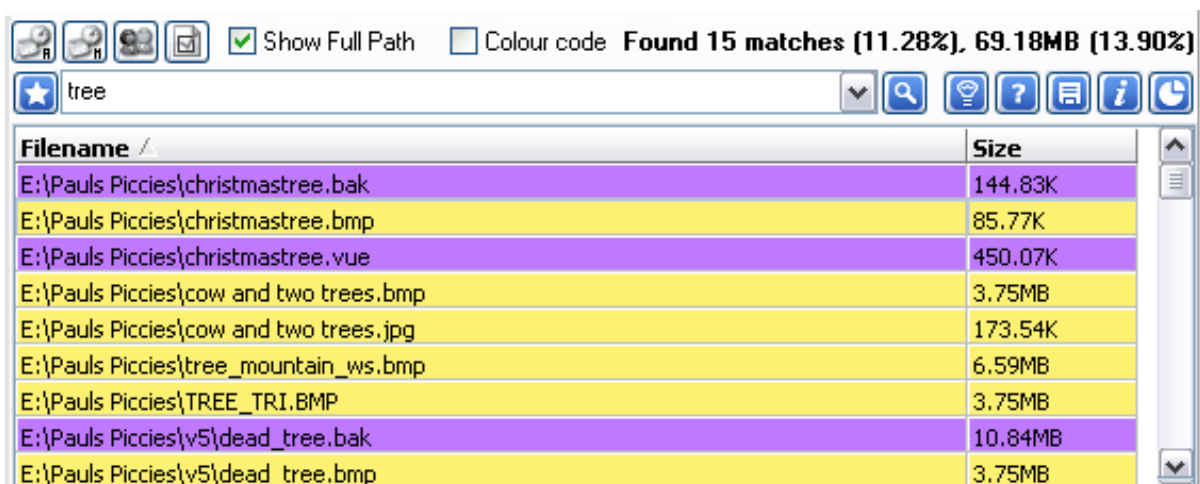 Show Full Path Colour code Found 15 matches (11.28%), 69.18MB (13.90%)
tree
Filename Size
E:\Pauls Piccies\christmastree.bak 144.83K
E:\Pauls Piccies\christmastree.bmp 85.77K
E:\Pauls Piccies\christmastree.vue 450.07K
E:\Pauls Piccies\cow and two trees.bmp 3.75MB
E:\Pauls Piccies\cow and two trees.jpg 173.54K
E:\Pauls Piccies\tree_mountain_ws.bmp 6.59MB
E:\Pauls Piccies\TREE_TRI.BMP 3.75MB
E:\Pauls Piccies\v5\dead_tree.bak 10.84MB
E:\Pauls Piccies\v5\dead_tree.bmp 3.75MB